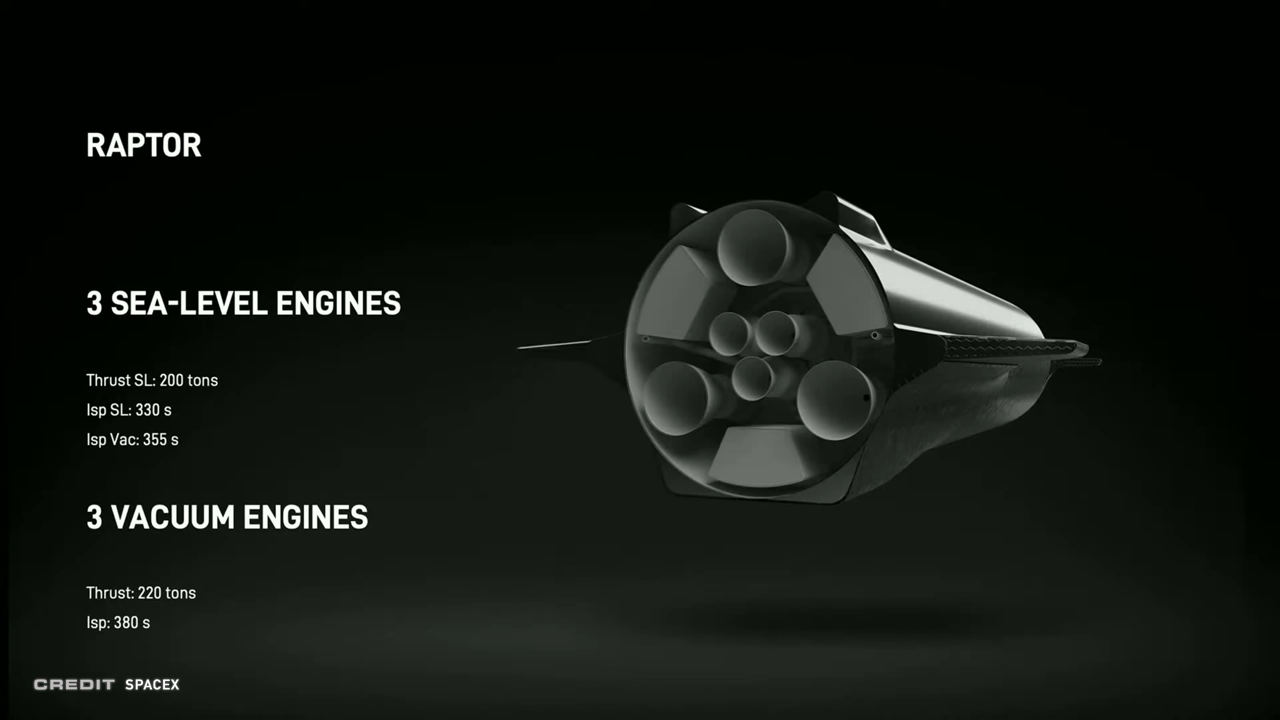 RAPTOR
3 SEA-LEVEL ENGINES
Thrust SL: 200 tons
Isp SL: 330 s
Isp Vac: 355 s
3 VACUUM ENGINES
Thrust: 220 tons
Isp: 380 s
CREDIT SPACEX